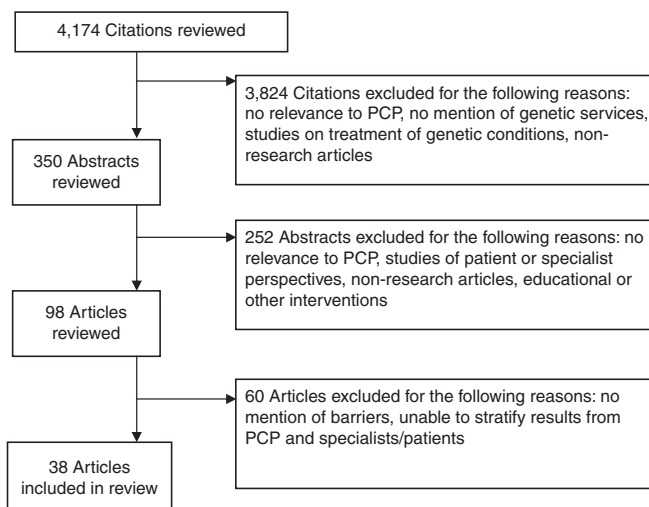 4,174 Citations reviewed
3,824 Citations excluded for the following reasons:
no relevance to PCP, no mention of genetic services,
studies on treatment of genetic conditions, non-
research articles
350 Abstracts
reviewed
252 Abstracts excluded for the following reasons: no
relevance to PCP, studies of patient or specialist
perspectives, non-research articles, educational or
other interventions
98 Articles
reviewed
60 Articles excluded for the following reasons: no
mention of barriers, unable to stratify results from
PCP and specialists/patients
38 Articles
included in review